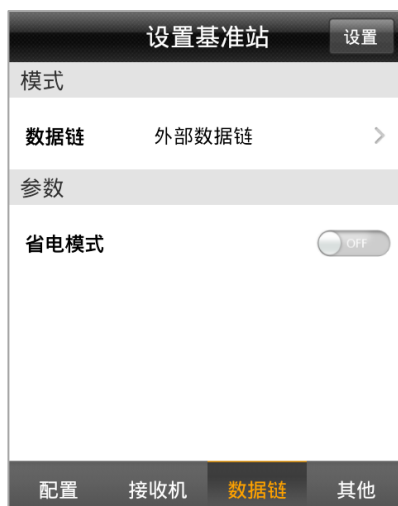 设置基准站 设置
模式
数据链 外部数据链
参数
省电模式 OFF
配置 接收机 数据链 其他